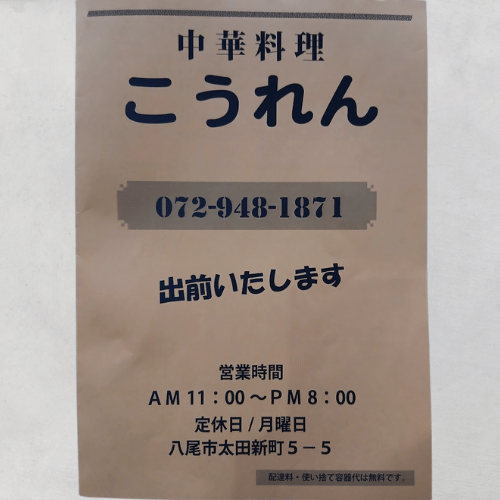 中華料理
こうれん
072-948-1871
出前いたします
営業時間
AM11：00～PM8：00
定休日/月曜日
八尾市太田新町5－5
配達料・使い捨て容器代は無料です。